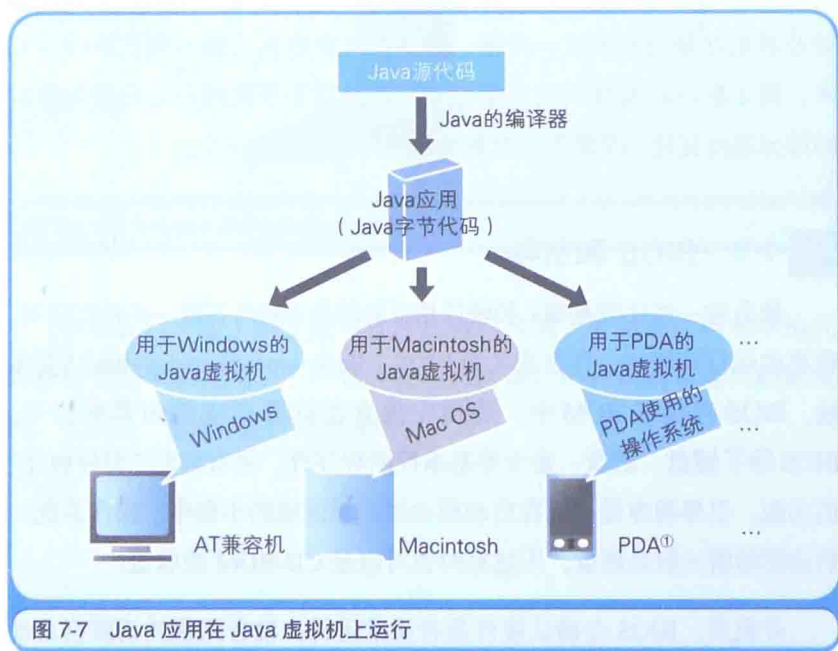 Java源代码
Java的编译器
Java应用
（Java字节代码）
用于Windows的
Java虚拟机
用于Macintosh的
Java虚拟机
用于PDA的
Java虚拟机
…
Windows
Mac OS
PDA使用的
操作系统
…
AT兼容机
Macintosh
PDA①
…
图 7-7 Java 应用在 Java 虚拟机上运行